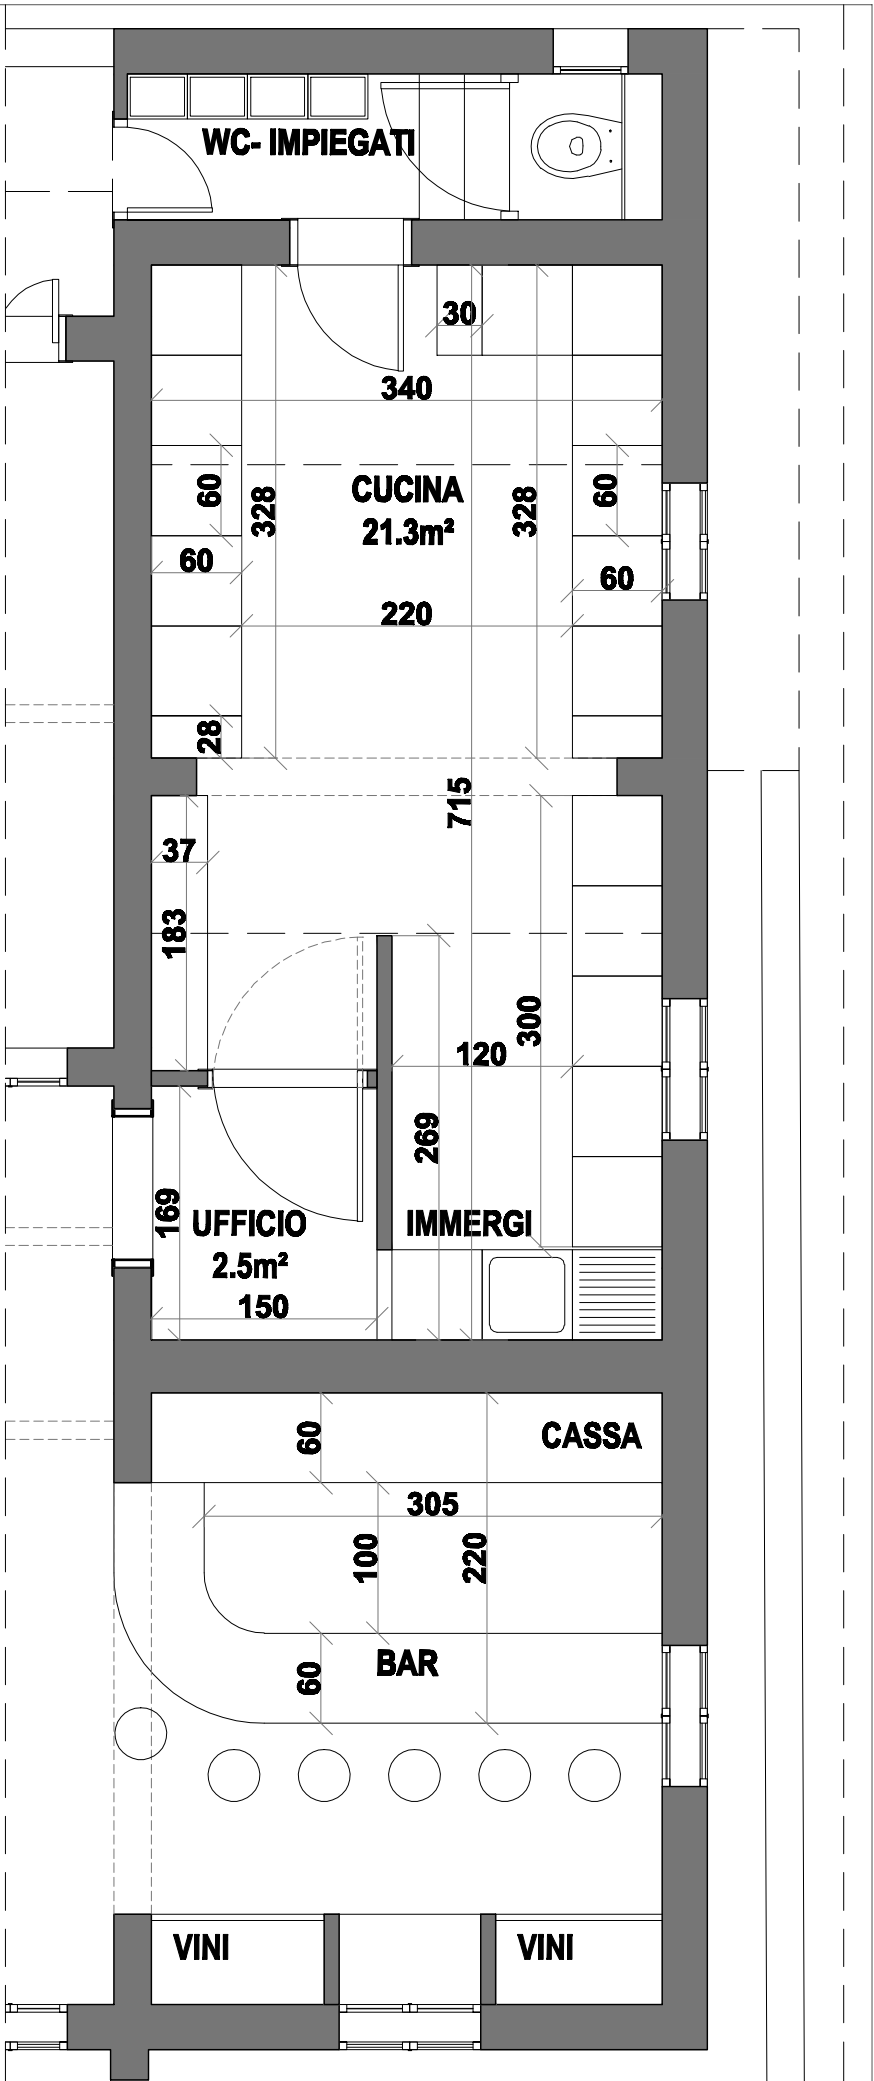 WC- IMPIEGATI
30
340
60
328
CUCINA
21.3m²
328
60
60
60
220
28
715
37
183
300
120
269
169
UFFICIO
2.5m²
IMMERGI
150
60
CASSA
305
100
220
60
BAR
VINI
VINI